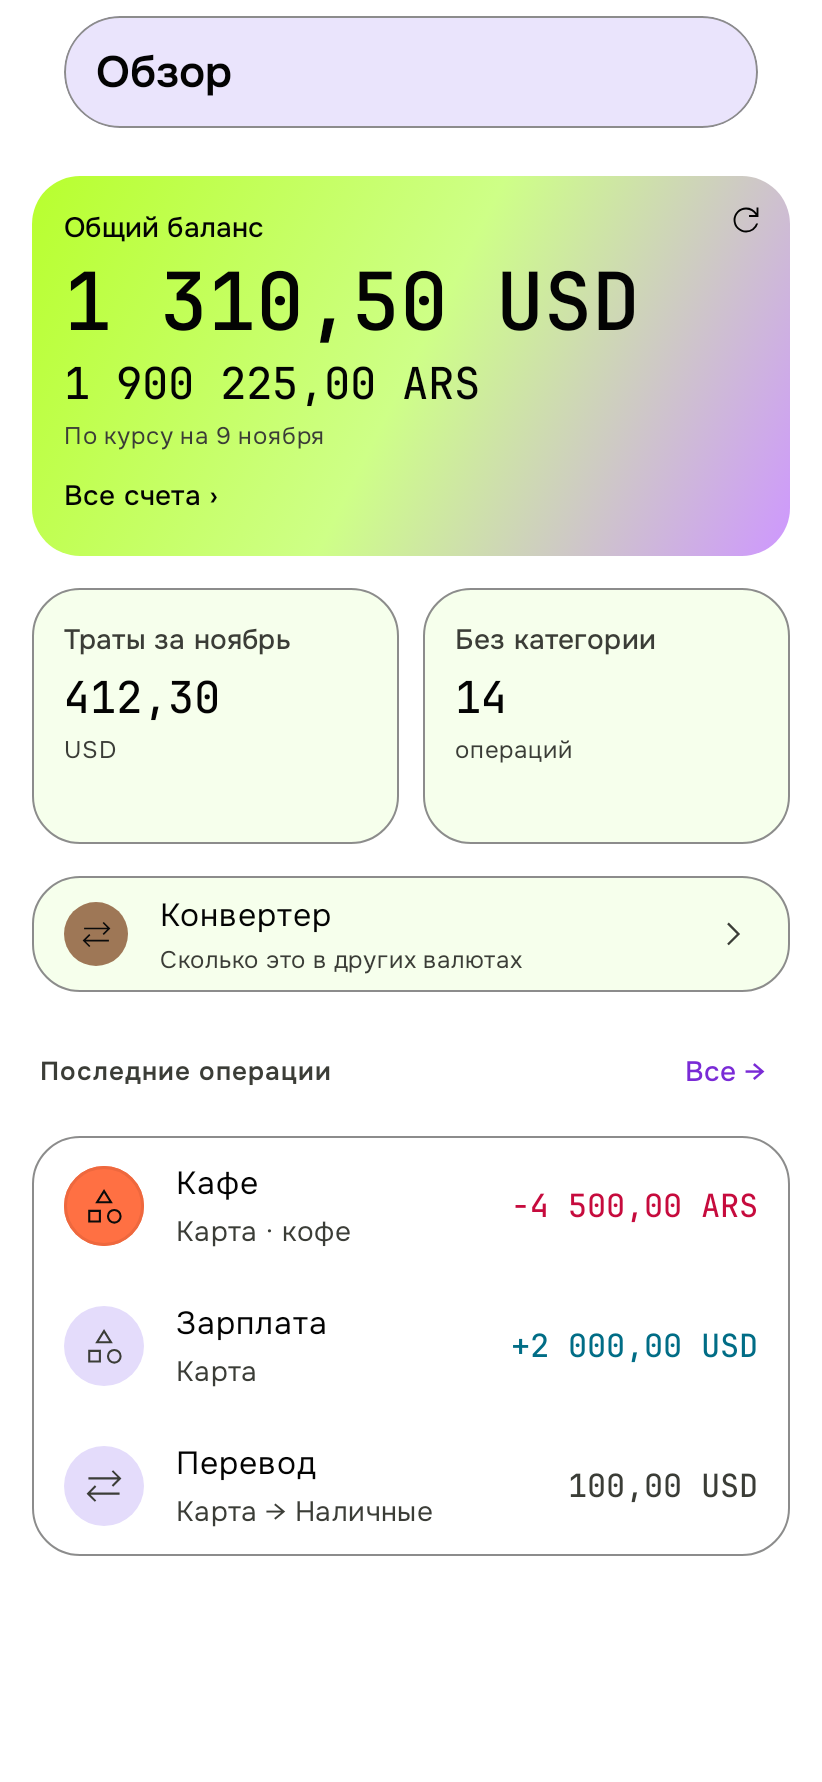 Обзор
Общий баланс
1 310,50 USD
1 900 225,00 ARS
По курсу на 9 ноября
Все счета ›
Траты за ноябрь
412,30
USD
Без категории
14
операций
Конвертер
Сколько это в других валютах
Последние операции
Все →
Кафе
-4 500,00 ARS
Карта · кофе
Зарплата
+2 000,00 USD
Карта
Перевод
100,00 USD
Карта → Наличные